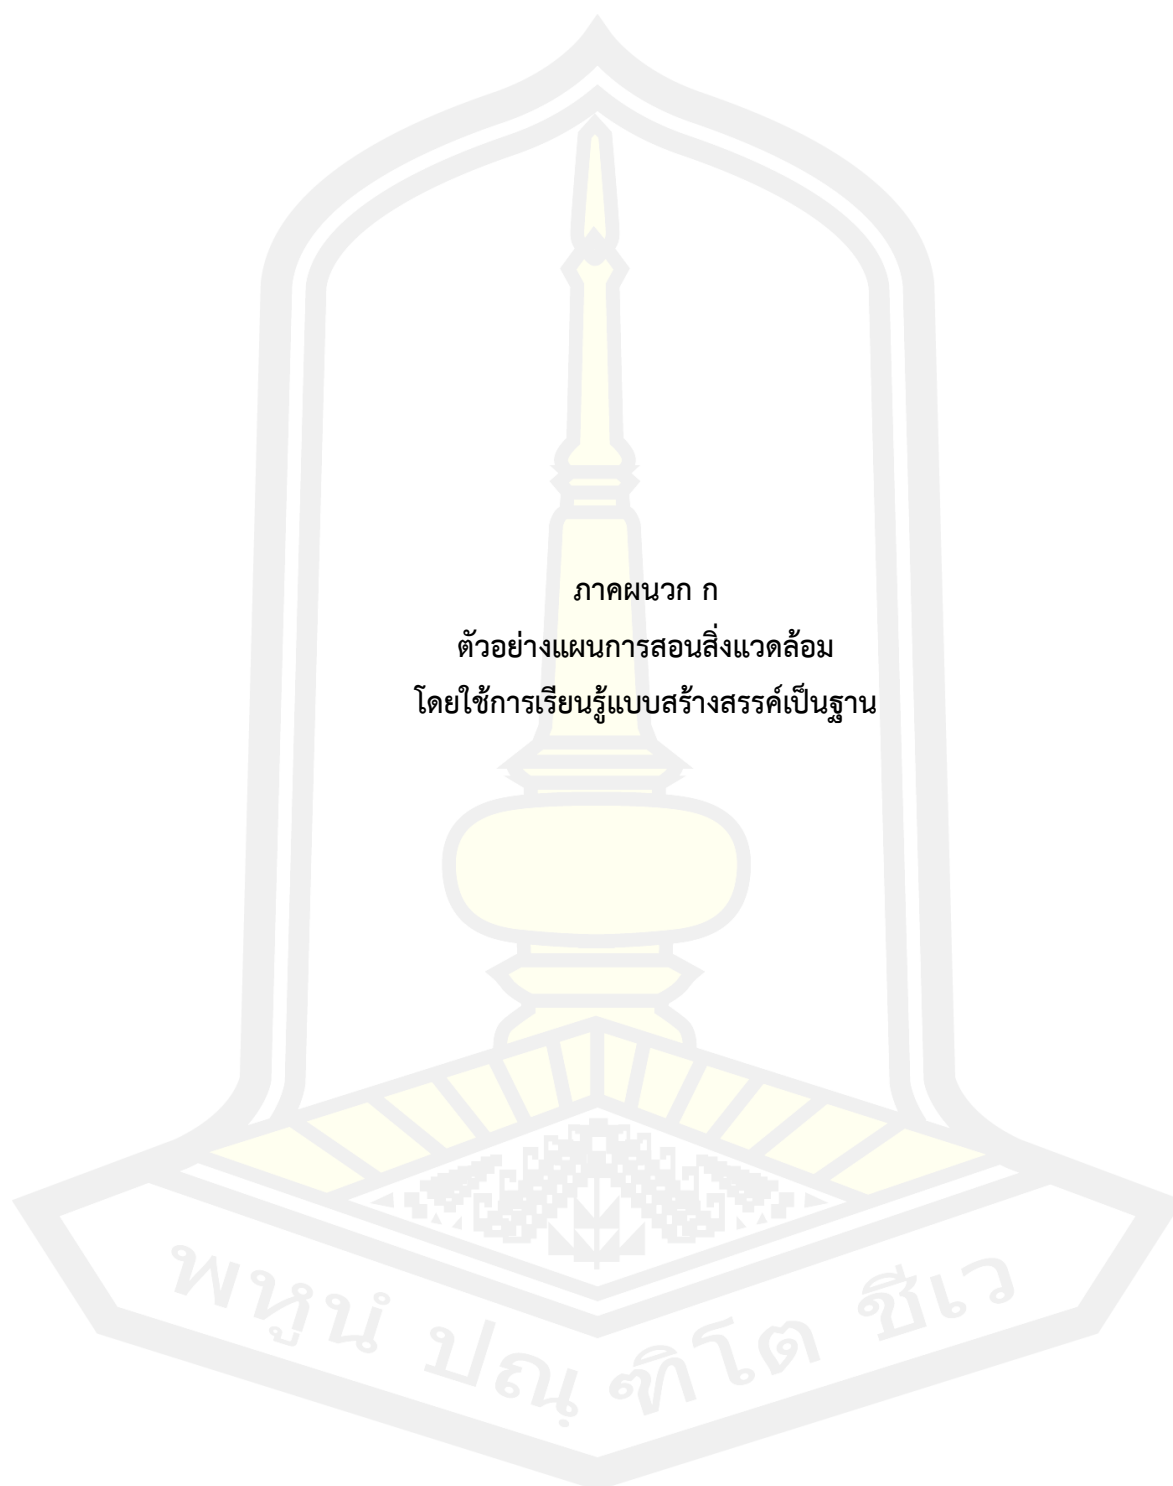 ภาคผนวก ก
ตัวอย่างแผนการสอนสิ่งแวดล้อม
โดยใช้การเรียนรู้แบบสร้างสรรค์เป็นฐาน
พหูนํ ปณฺฑิโต ชีเว